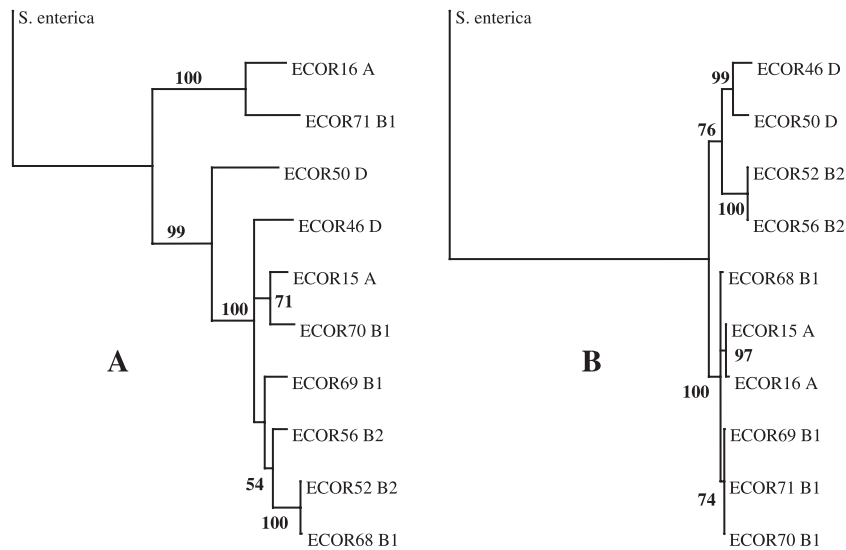 S. enterica
100
ECOR16 A
ECOR71 B1
ECOR50 D
99
ECOR46 D
100
ECOR15 A
71
ECOR70 B1
A
ECOR69 B1
ECOR56 B2
54
ECOR52 B2
100
ECOR68 B1
S. enterica
99
ECOR46 D
76
ECOR50 D
ECOR52 B2
100
ECOR56 B2
ECOR68 B1
ECOR15 A
97
B
ECOR16 A
100
ECOR69 B1
ECOR71 B1
74
ECOR70 B1